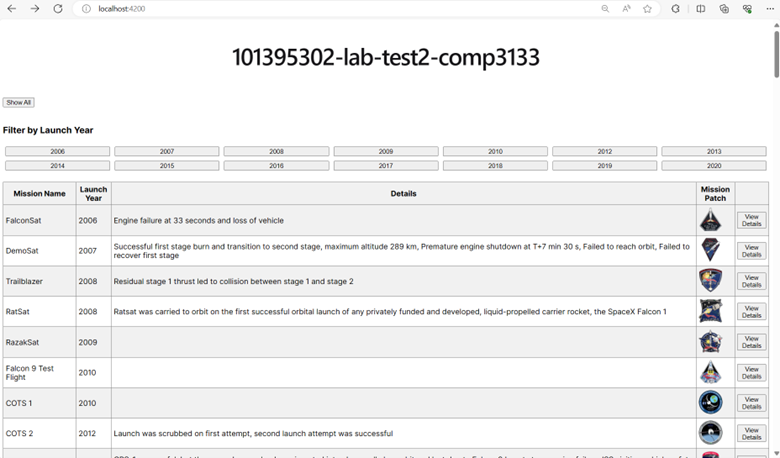 localhost:4200
101395302-lab-test2-comp3133
Show All
Filter by Launch Year
2006 2007 2008 2009 2010 2012 2013
2014 2015 2016 2017 2018 2019 2020
Mission Name Launch Year Details Mission Patch
FalconSat 2006 Engine failure at 33 seconds and loss of vehicle View Details
DemoSat 2007 Successful first stage burn and transition to second stage, maximum altitude 289 km, Premature engine shutdown at T+7 min 30 s, Failed to reach orbit, Failed to recover first stage View Details
Trailblazer 2008 Residual stage 1 thrust led to collision between stage 1 and stage 2 View Details
RatSat 2008 Ratsat was carried to orbit on the first successful orbital launch of any privately funded and developed, liquid-propelled carrier rocket, the SpaceX Falcon 1 View Details
RazakSat 2009 View Details
Falcon 9 Test Flight 2010 View Details
COTS 1 2010 View Details
COTS 2 2012 Launch was scrubbed on first attempt, second launch attempt was successful View Details